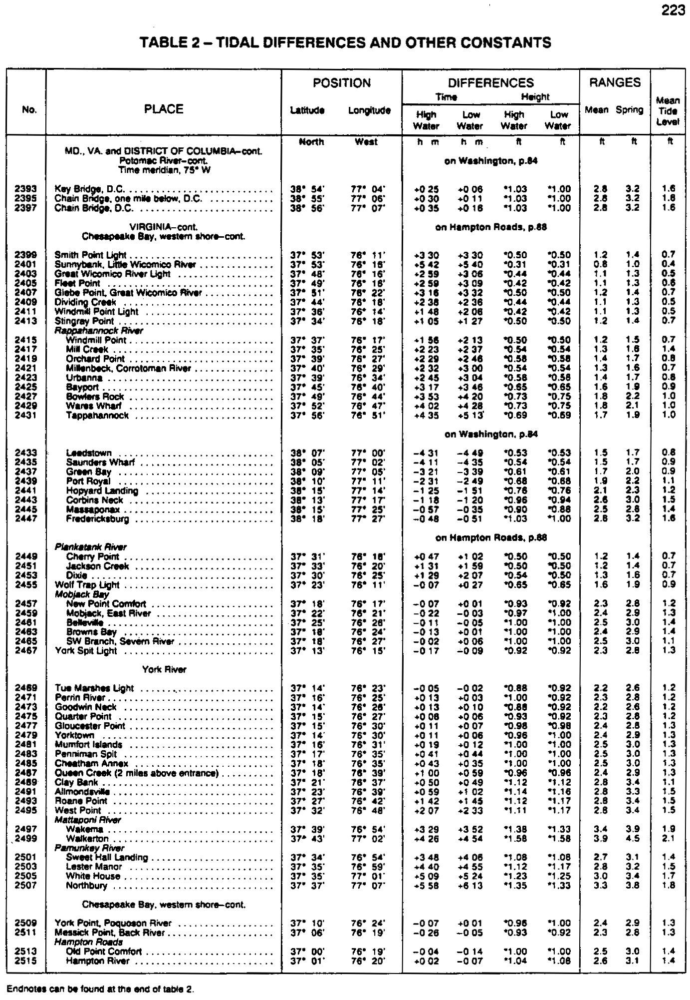 223
TABLE 2 – TIDAL DIFFERENCES AND OTHER CONSTANTS
No. PLACE POSITION DIFFERENCES RANGES Mean Tide Level
Time Height
Latitude Longitude High Water Low Water High Water Low Water Mean Spring
North West h m h m ft ft ft ft ft
MD., VA. and DISTRICT OF COLUMBIA–cont.
Potomac River–cont. on Washington, p.84
Time meridian, 75° W
2393 Key Bridge, D.C. 38° 54' 77° 04' +0 25 +0 06 *1.03 *1.00 2.8 3.2 1.6
2395 Chain Bridge, one mile below, D.C. 38° 55' 77° 06' +0 30 +0 11 *1.03 *1.00 2.8 3.2 1.6
2397 Chain Bridge, D.C. 38° 56' 77° 07' +0 35 +0 16 *1.03 *1.00 2.8 3.2 1.6
VIRGINIA–cont. on Hampton Roads, p.88
Chesapeake Bay, western shore–cont.
2399 Smith Point Light 37° 53' 76° 11' +3 30 +3 30 *0.50 *0.50 1.2 1.4 0.7
2401 Sunnybank, Little Wicomico River 37° 53' 76° 16' +5 42 +5 40 *0.31 *0.31 0.8 1.0 0.4
2403 Great Wicomico River Light 37° 48' 76° 16' +2 59 +3 06 *0.44 *0.44 1.1 1.3 0.5
2405 Fleet Point 37° 49' 76° 16' +2 59 +3 09 *0.42 *0.42 1.1 1.3 0.6
2407 Glebe Point, Great Wicomico River 37° 51' 76° 22' +3 16 +3 32 *0.50 *0.50 1.2 1.4 0.7
2409 Dividing Creek 37° 44' 76° 18' +2 38 +2 36 *0.44 *0.44 1.1 1.3 0.5
2411 Windmill Point Light 37° 36' 76° 14' +1 48 +2 06 *0.42 *0.42 1.1 1.3 0.5
2413 Stingray Point 37° 34' 76° 18' +1 05 +1 27 *0.50 *0.50 1.2 1.4 0.7
Rappahannock River
2415 Windmill Point 37° 37' 76° 17' +1 56 +2 13 *0.50 *0.50 1.2 1.5 0.7
2417 Mill Creek 37° 35' 76° 25' +2 23 +2 37 *0.54 *0.54 1.3 1.6 1.4
2419 Orchard Point 37° 39' 76° 27' +2 29 +2 46 *0.58 *0.58 1.4 1.7 0.8
2421 Millenbeck, Corrotoman River 37° 40' 76° 29' +2 32 +3 00 *0.54 *0.54 1.3 1.6 0.7
2423 Urbanna 37° 39' 76° 34' +2 45 +3 04 *0.58 *0.58 1.4 1.7 0.8
2425 Bayport 37° 45' 76° 40' +3 17 +3 46 *0.65 *0.65 1.6 1.9 0.9
2427 Bowlers Rock 37° 49' 76° 44' +3 53 +4 20 *0.73 *0.75 1.8 2.2 1.0
2429 Wares Wharf 37° 52' 76° 47' +4 02 +4 28 *0.73 *0.75 1.8 2.1 1.0
2431 Tappahannock 37° 56' 76° 51' +4 35 +5 13 *0.69 *0.69 1.7 1.9 1.0
on Washington, p.84
2433 Leedstown 38° 07' 77° 00' –4 31 –4 49 *0.53 *0.53 1.5 1.7 0.8
2435 Saunders Wharf 38° 05' 77° 02' –4 11 –4 35 *0.54 *0.54 1.5 1.7 0.9
2437 Green Bay 38° 09' 77° 05' –3 21 –3 39 *0.61 *0.61 1.7 2.0 0.9
2439 Port Royal 38° 10' 77° 11' –2 31 –2 49 *0.68 *0.68 1.9 2.2 1.1
2441 Hopyard Landing 38° 15' 77° 14' –1 25 –1 51 *0.76 *0.76 2.1 2.3 1.2
2443 Corbins Neck 38° 13' 77° 17' –1 18 –1 20 *0.96 *0.94 2.6 3.0 1.5
2445 Massaponax 38° 15' 77° 25' –0 57 –0 35 *0.90 *0.88 2.5 2.8 1.4
2447 Fredericksburg 38° 18' 77° 27' –0 48 –0 51 *1.03 *1.00 2.8 3.2 1.6
on Hampton Roads, p.88
Piankatank River
2449 Cherry Point 37° 31' 76° 18' +0 47 +1 02 *0.50 *0.50 1.2 1.4 0.7
2451 Jackson Creek 37° 33' 76° 20' +1 31 +1 59 *0.50 *0.50 1.2 1.4 0.7
2453 Dixie 37° 30' 76° 25' +1 29 +2 07 *0.54 *0.50 1.3 1.6 0.7
2455 Wolf Trap Light 37° 23' 76° 11' –0 07 +0 27 *0.65 *0.65 1.6 1.9 0.9
Mobjack Bay
2457 New Point Comfort 37° 18' 76° 17' –0 07 +0 01 *0.93 *0.92 2.3 2.8 1.2
2459 Mobjack, East River 37° 22' 76° 21' –0 22 –0 03 *0.97 *1.00 2.4 2.9 1.3
2461 Belleville 37° 25' 76° 26' –0 11 –0 05 *1.00 *1.00 2.5 3.0 1.4
2463 Browns Bay 37° 18' 76° 24' –0 13 +0 01 *1.00 *1.00 2.4 2.9 1.4
2465 SW Branch, Severn River 37° 18' 76° 27' –0 02 +0 06 *1.00 *1.00 2.5 3.0 1.1
2467 York Spit Light 37° 13' 76° 15' –0 17 –0 09 *0.92 *0.92 2.3 2.8 1.3
York River
2469 Tue Marshes Light 37° 14' 76° 23' –0 05 –0 02 *0.88 *0.92 2.2 2.6 1.2
2471 Perrin River 37° 16' 76° 25' +0 13 +0 03 *1.00 *0.92 2.3 2.8 1.2
2473 Goodwin Neck 37° 14' 76° 26' +0 13 +0 10 *0.88 *0.92 2.2 2.6 1.2
2475 Quarter Point 37° 15' 76° 27' +0 08 +0 06 *0.93 *0.92 2.3 2.8 1.2
2477 Gloucester Point 37° 15' 76° 30' +0 11 +0 07 *0.98 *0.98 2.4 2.8 1.3
2479 Yorktown 37° 14' 76° 30' +0 11 +0 06 *0.96 *1.00 2.4 2.9 1.3
2481 Mumfort Islands 37° 16' 76° 31' +0 19 +0 12 *1.00 *1.00 2.5 3.0 1.3
2483 Penniman Spit 37° 17' 76° 35' +0 41 +0 44 *1.00 *1.00 2.5 3.0 1.3
2485 Cheatham Annex 37° 18' 76° 35' +0 43 +0 35 *1.00 *1.00 2.5 3.0 1.3
2487 Queen Creek (2 miles above entrance) 37° 18' 76° 39' +1 00 +0 59 *0.96 *0.96 2.4 2.9 1.3
2489 Clay Bank 37° 21' 76° 37' +0 50 +0 49 *1.12 *1.12 2.8 3.4 1.1
2491 Allmondsville 37° 23' 76° 39' +0 59 +1 02 *1.14 *1.16 2.8 3.3 1.5
2493 Roane Point 37° 27' 76° 42' +1 42 +1 45 *1.12 *1.17 2.8 3.4 1.5
2495 West Point 37° 32' 76° 48' +2 07 +2 33 *1.11 *1.17 2.8 3.4 1.5
Mattaponi River
2497 Wakema 37° 39' 76° 54' +3 29 +3 52 *1.38 *1.33 3.4 3.9 1.9
2499 Walkerton 37° 43' 77° 02' +4 26 +4 54 *1.58 *1.58 3.9 4.5 2.1
Pamunkey River
2501 Sweet Hall Landing 37° 34' 76° 54' +3 48 +4 06 *1.08 *1.08 2.7 3.1 1.4
2503 Lester Manor 37° 35' 76° 59' +4 40 +4 55 *1.12 *1.17 2.8 3.2 1.5
2505 White House 37° 35' 77° 01' +5 09 +5 24 *1.23 *1.25 3.0 3.4 1.7
2507 Northbury 37° 37' 77° 07' +5 58 +6 13 *1.35 *1.33 3.3 3.8 1.8
Chesapeake Bay, western shore–cont.
2509 York Point, Poquoson River 37° 10' 76° 24' –0 07 +0 01 *0.96 *1.00 2.4 2.9 1.3
2511 Messick Point, Back River 37° 06' 76° 19' –0 26 –0 05 *0.93 *0.92 2.3 2.8 1.3
Hampton Roads
2513 Old Point Comfort 37° 00' 76° 19' –0 04 –0 14 *1.00 *1.00 2.5 3.0 1.4
2515 Hampton River 37° 01' 76° 20' +0 02 –0 07 *1.04 *1.08 2.6 3.1 1.4
Endnotes can be found at the end of table 2.